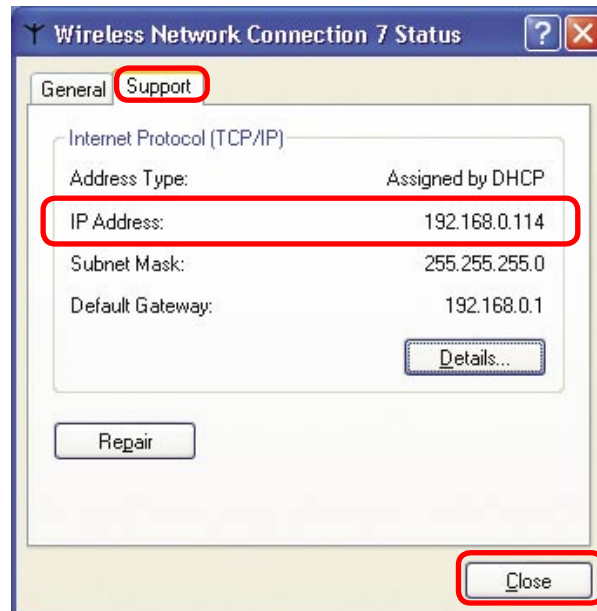 Wireless Network Connection 7 Status
General Support
Internet Protocol (TCP/IP)
Address Type: Assigned by DHCP
IP Address: 192.168.0.114
Subnet Mask: 255.255.255.0
Default Gateway: 192.168.0.1
Details...
Repair
Close